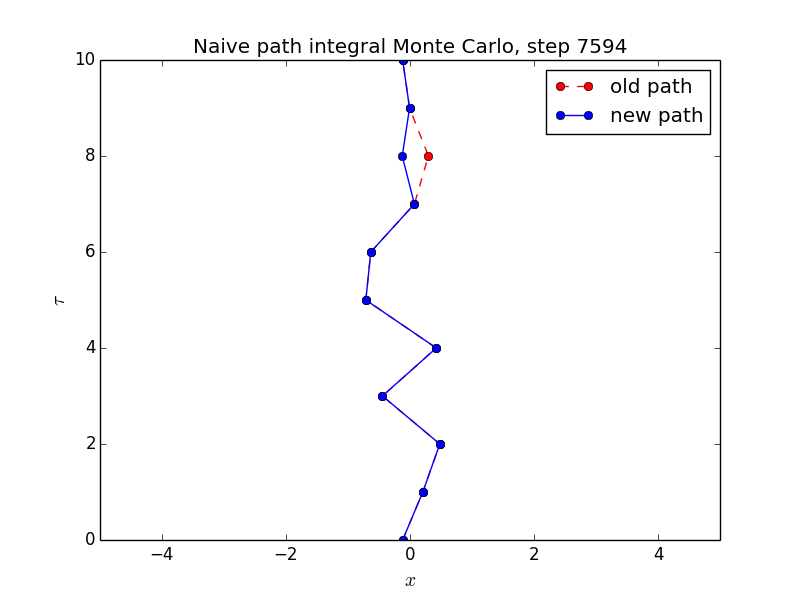 Naive path integral Monte Carlo, step 7594
old path
new path
10
8
6
4
2
0
τ
−4
−2
0
2
4
x